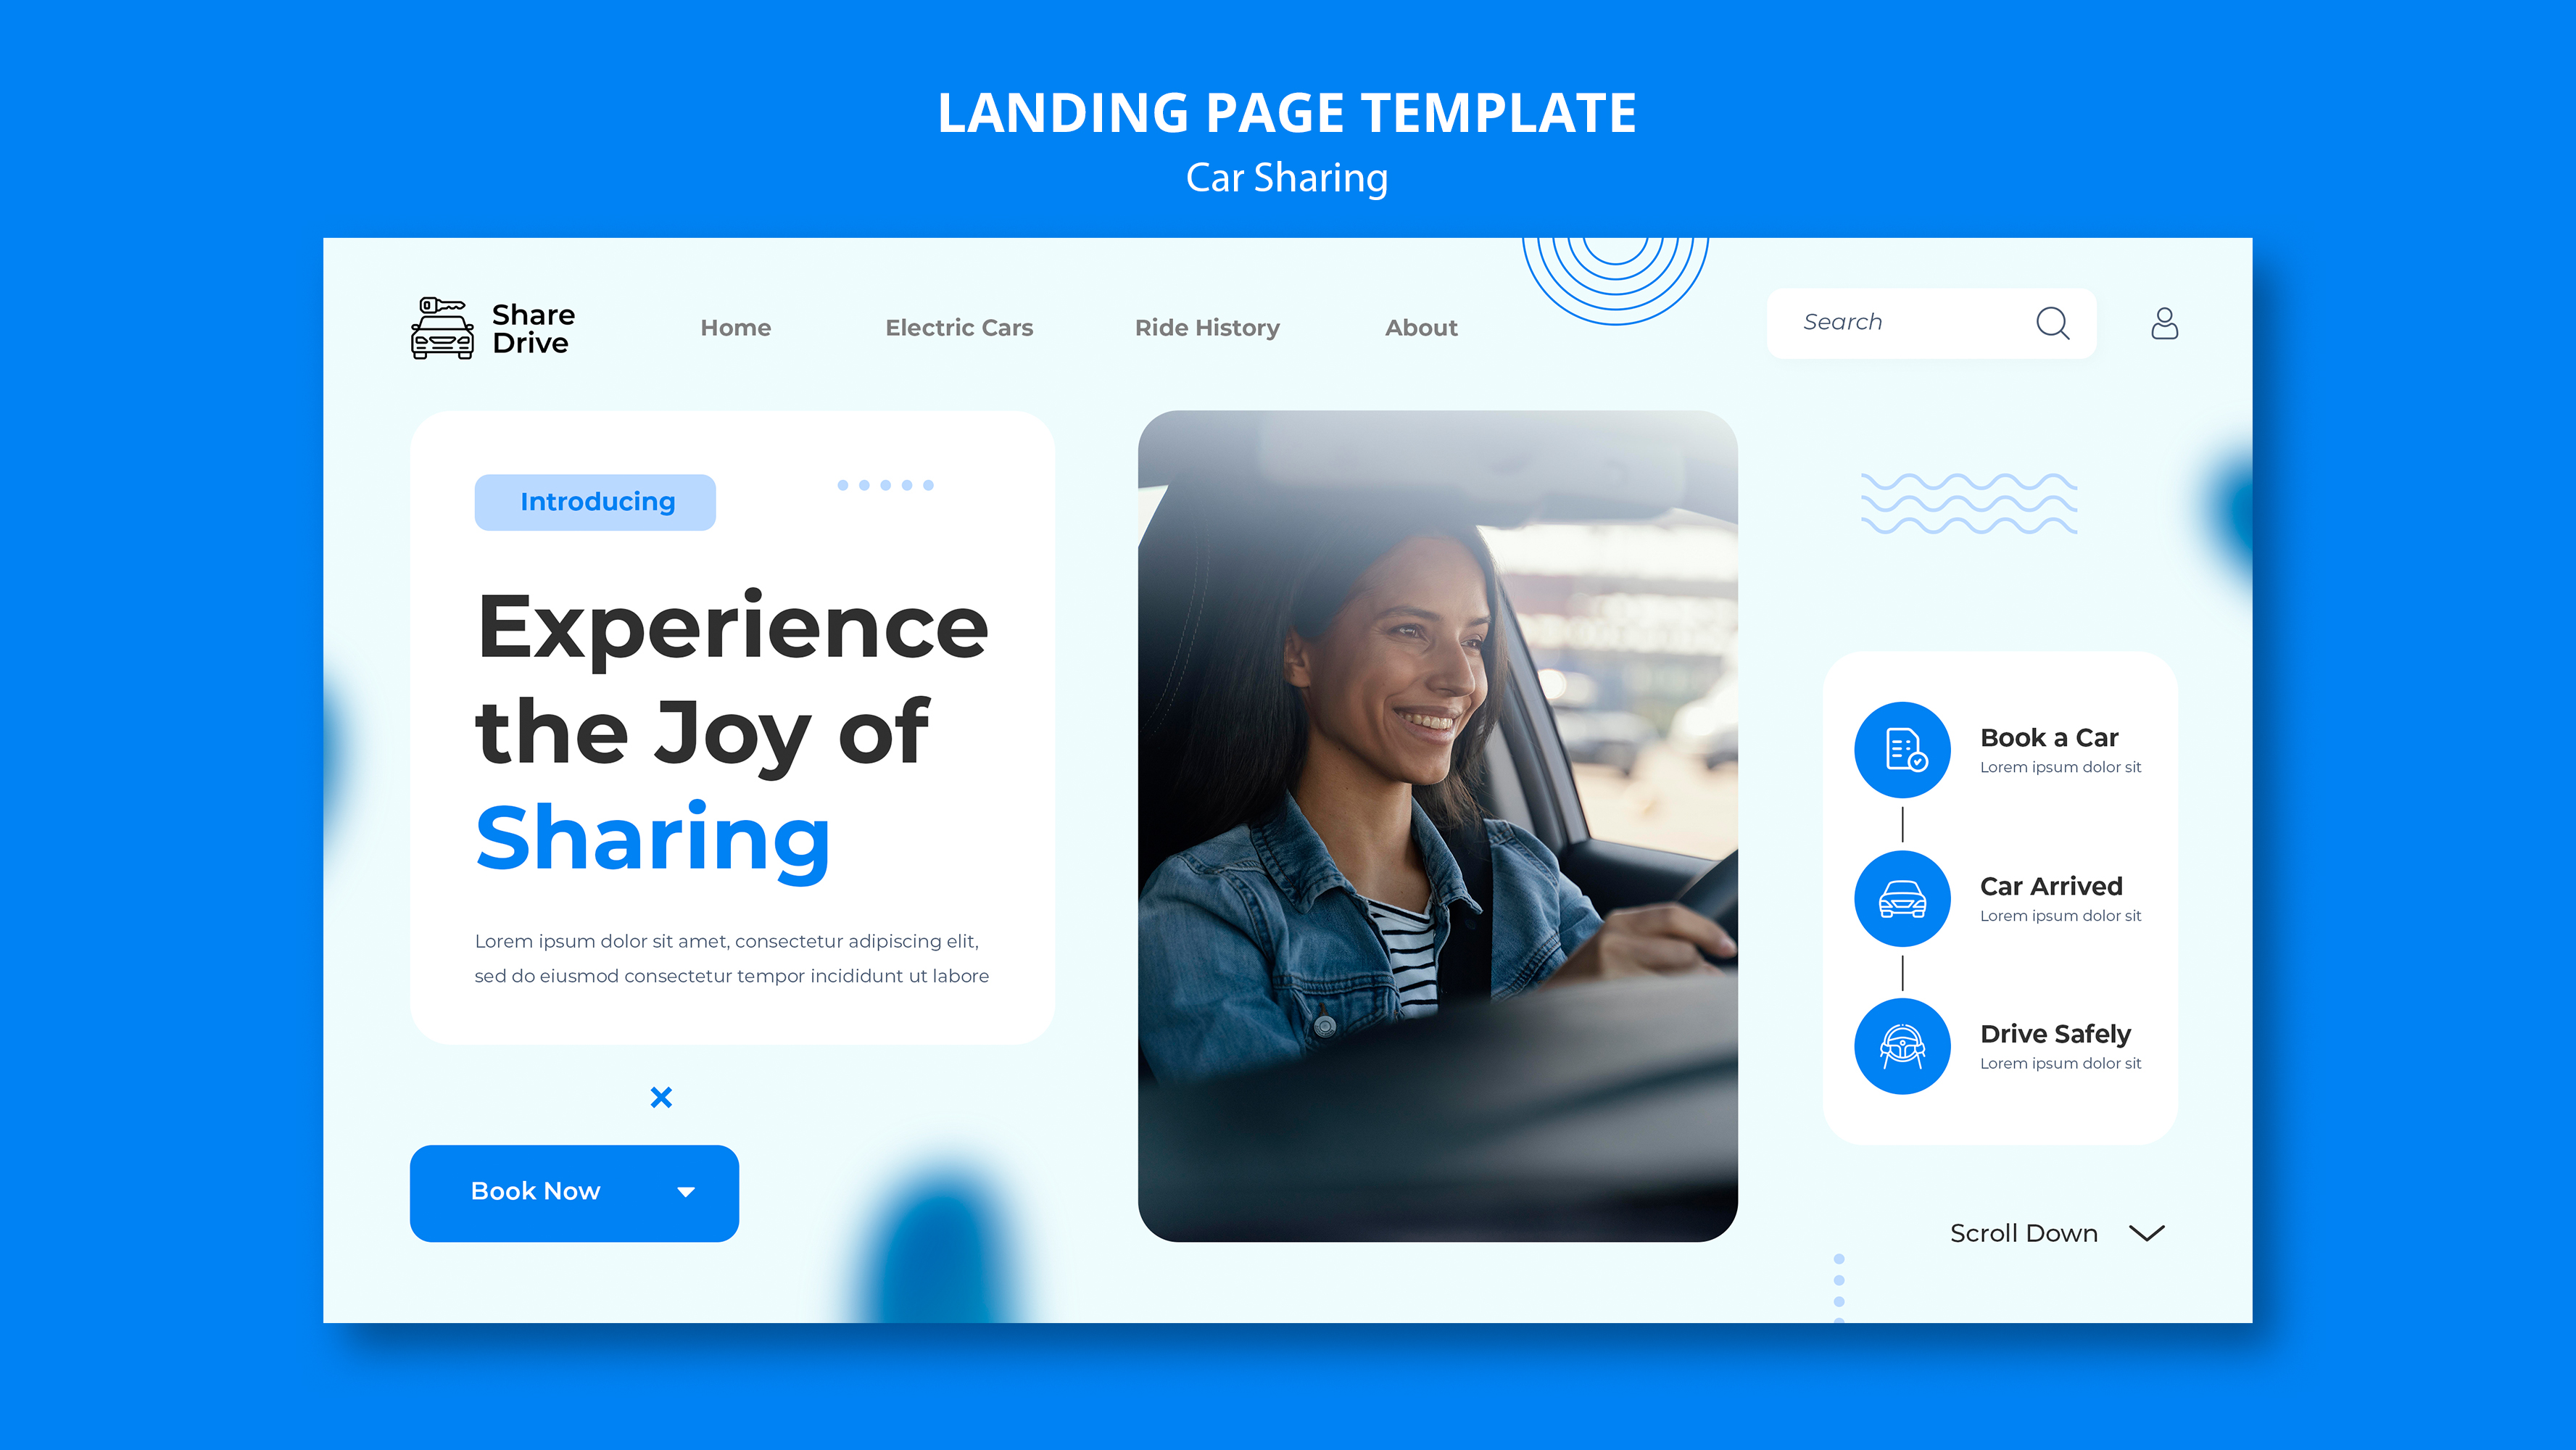 LANDING PAGE TEMPLATE
Car Sharing
Share
Drive
Home
Electric Cars
Ride History
About
Search
Introducing
Experience
the Joy of
Sharing
Lorem ipsum dolor sit amet, consectetur adipiscing elit,
sed do eiusmod consectetur tempor incididunt ut labore
Book Now
Book a Car
Lorem ipsum dolor sit
Car Arrived
Lorem ipsum dolor sit
Drive Safely
Lorem ipsum dolor sit
Scroll Down